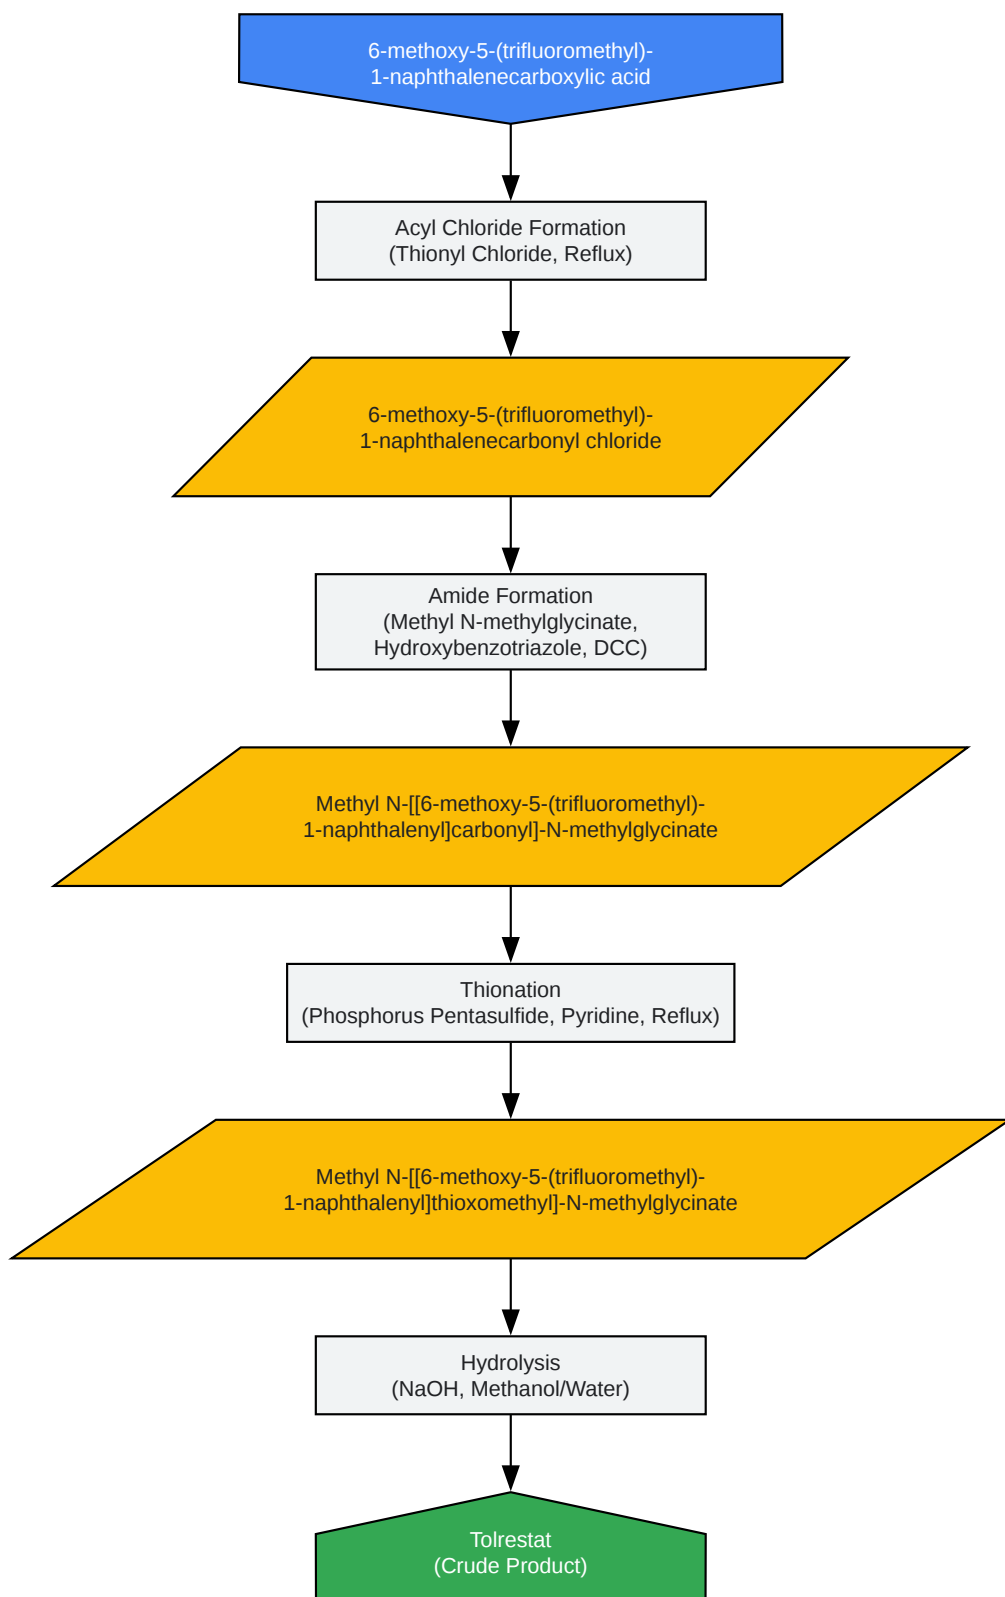 6-methoxy-5-(trifluoromethyl)-
1-naphthalenecarboxylic acid
Acyl Chloride Formation
(Thionyl Chloride, Reflux)
6-methoxy-5-(trifluoromethyl)-
1-naphthalenecarbonyl chloride
Amide Formation
(Methyl N-methylglycinate,
Hydroxybenzotriazole, DCC)
Methyl N-[[6-methoxy-5-(trifluoromethyl)-
1-naphthalenyl]carbonyl]-N-methylglycinate
Thionation
(Phosphorus Pentasulfide, Pyridine, Reflux)
Methyl N-[[6-methoxy-5-(trifluoromethyl)-
1-naphthalenyl]thioxomethyl]-N-methylglycinate
Hydrolysis
(NaOH, Methanol/Water)
Tolrestat
(Crude Product)